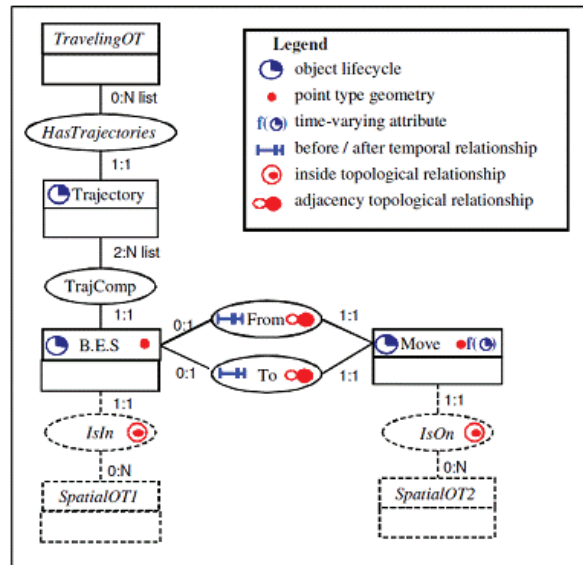 TravelingOT
0:N list
HasTrajectories
1:1
Trajectory
2:N list
TrajComp
1:1
B.E.S
0:1
From
1:1
0:1
To
1:1
Move
f( )
1:1
IsIn
0:N
SpatialOT1
1:1
IsOn
0:N
SpatialOT2
Legend
object lifecycle
point type geometry
f( ) time-varying attribute
before / after temporal relationship
inside topological relationship
adjacency topological relationship